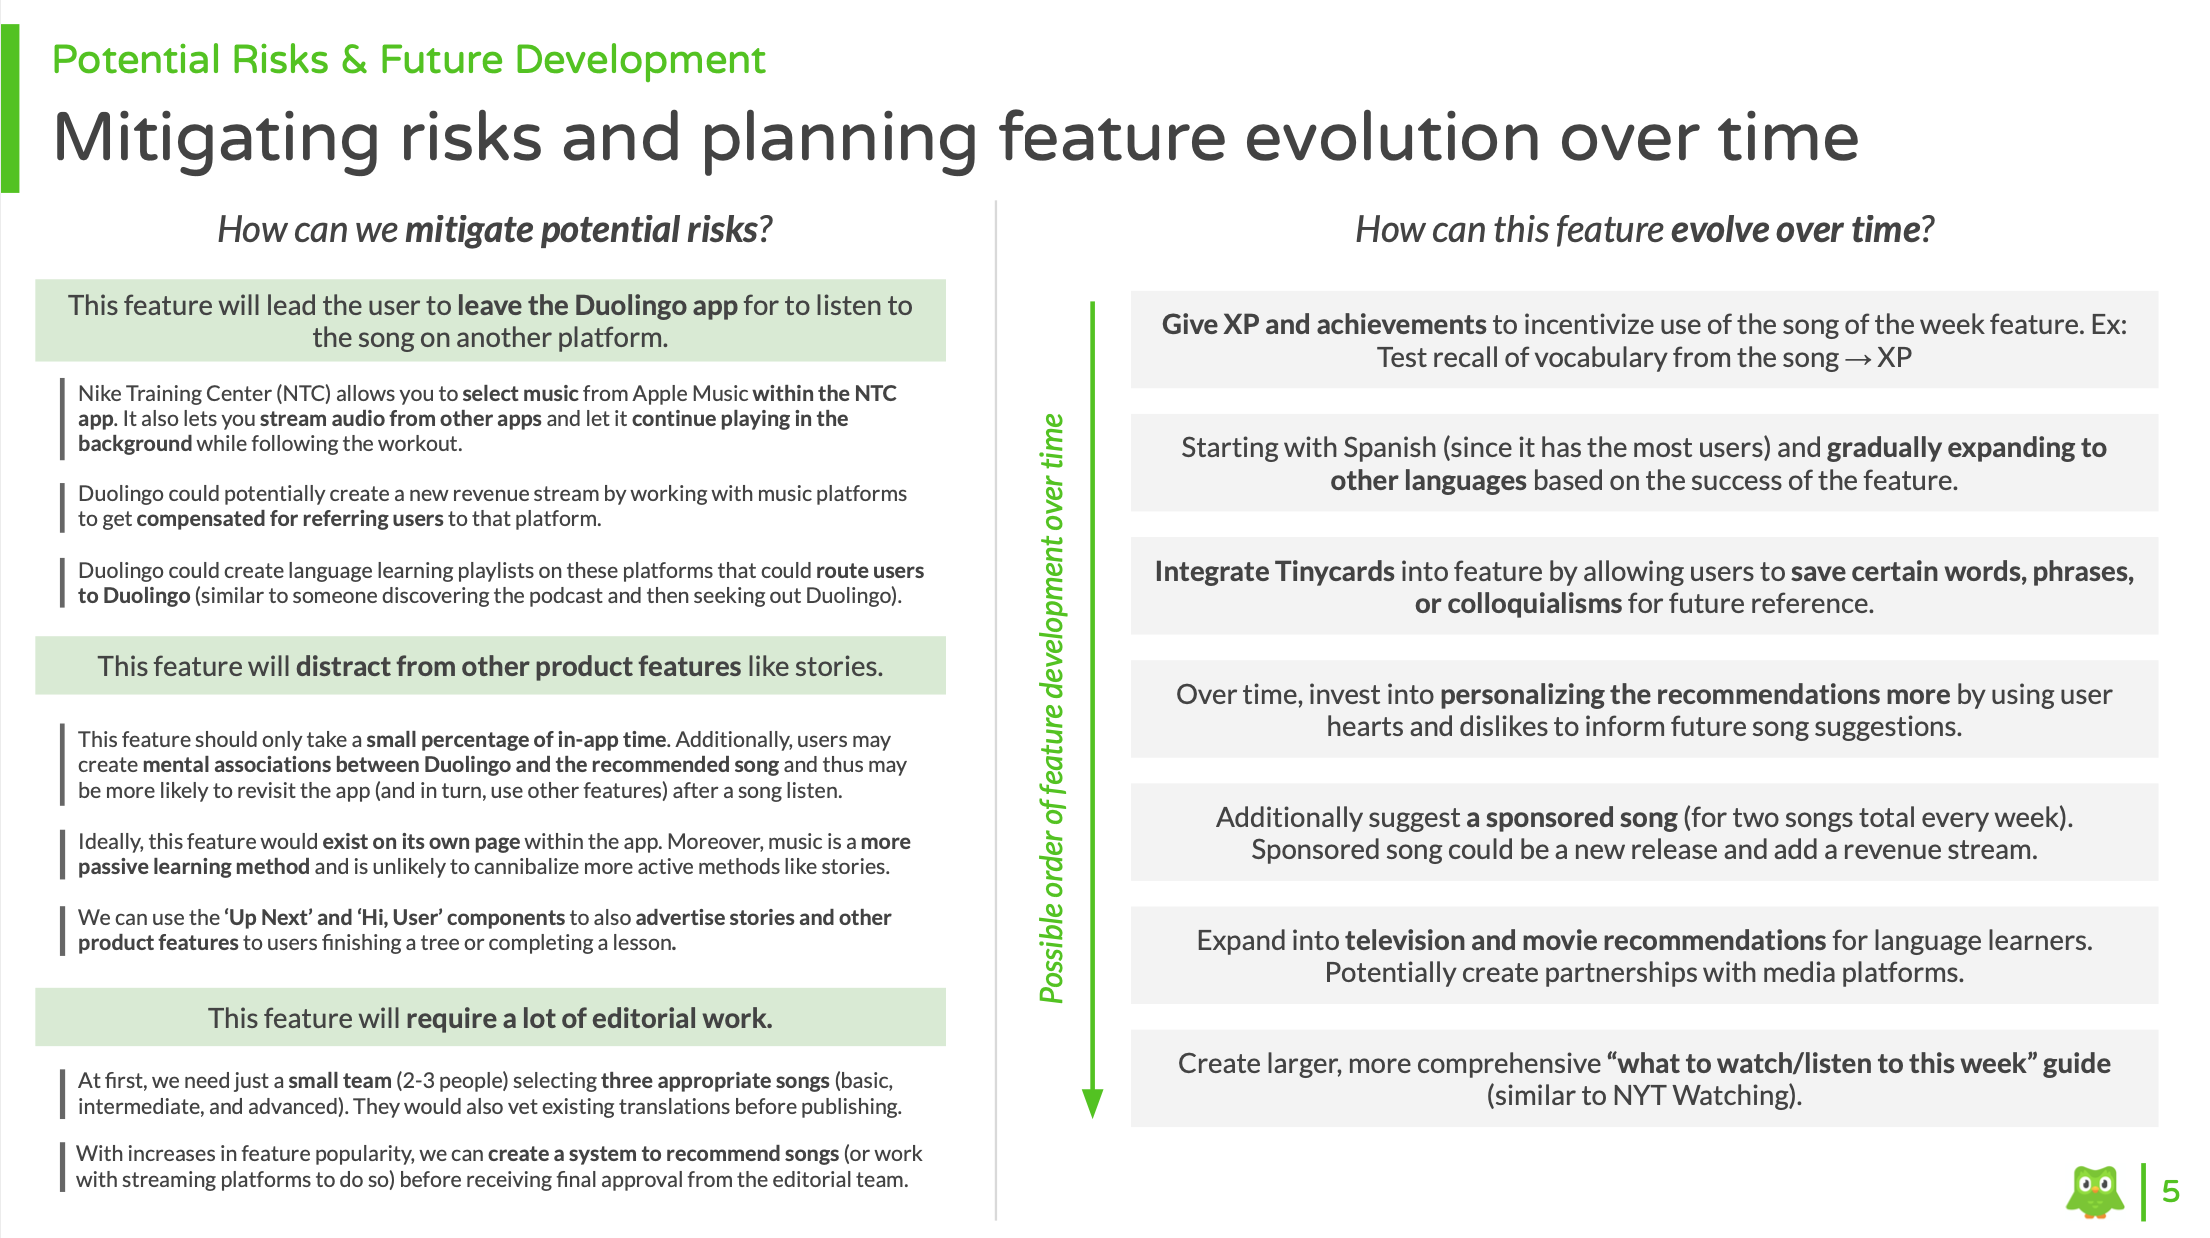 Potential Risks & Future Development
Mitigating risks and planning feature evolution over time
How can we mitigate potential risks?
This feature will lead the user to leave the Duolingo app for to listen to
the song on another platform.
Nike Training Center (NTC) allows you to select music from Apple Music within the NTC
app. It also lets you stream audio from other apps and let it continue playing in the
background while following the workout.
Duolingo could potentially create a new revenue stream by working with music platforms
to get compensated for referring users to that platform.
Duolingo could create language learning playlists on these platforms that could route users
to Duolingo (similar to someone discovering the podcast and then seeking out Duolingo).
This feature will distract from other product features like stories.
This feature should only take a small percentage of in-app time. Additionally, users may
create mental associations between Duolingo and the recommended song and thus may
be more likely to revisit the app (and in turn, use other features) after a song listen.
Ideally, this feature would exist on its own page within the app. Moreover, music is a more
passive learning method and is unlikely to cannibalize more active methods like stories.
We can use the ‘Up Next’ and ‘Hi, User’ components to also advertise stories and other
product features to users finishing a tree or completing a lesson.
This feature will require a lot of editorial work.
At first, we need just a small team (2-3 people) selecting three appropriate songs (basic,
intermediate, and advanced). They would also vet existing translations before publishing.
With increases in feature popularity, we can create a system to recommend songs (or work
with streaming platforms to do so) before receiving final approval from the editorial team.
How can this feature evolve over time?
Possible order of feature development over time
Give XP and achievements to incentivize use of the song of the week feature. Ex:
Test recall of vocabulary from the song → XP
Starting with Spanish (since it has the most users) and gradually expanding to
other languages based on the success of the feature.
Integrate Tinycards into feature by allowing users to save certain words, phrases,
or colloquialisms for future reference.
Over time, invest into personalizing the recommendations more by using user
hearts and dislikes to inform future song suggestions.
Additionally suggest a sponsored song (for two songs total every week).
Sponsored song could be a new release and add a revenue stream.
Expand into television and movie recommendations for language learners.
Potentially create partnerships with media platforms.
Create larger, more comprehensive “what to watch/listen to this week” guide
(similar to NYT Watching).
5